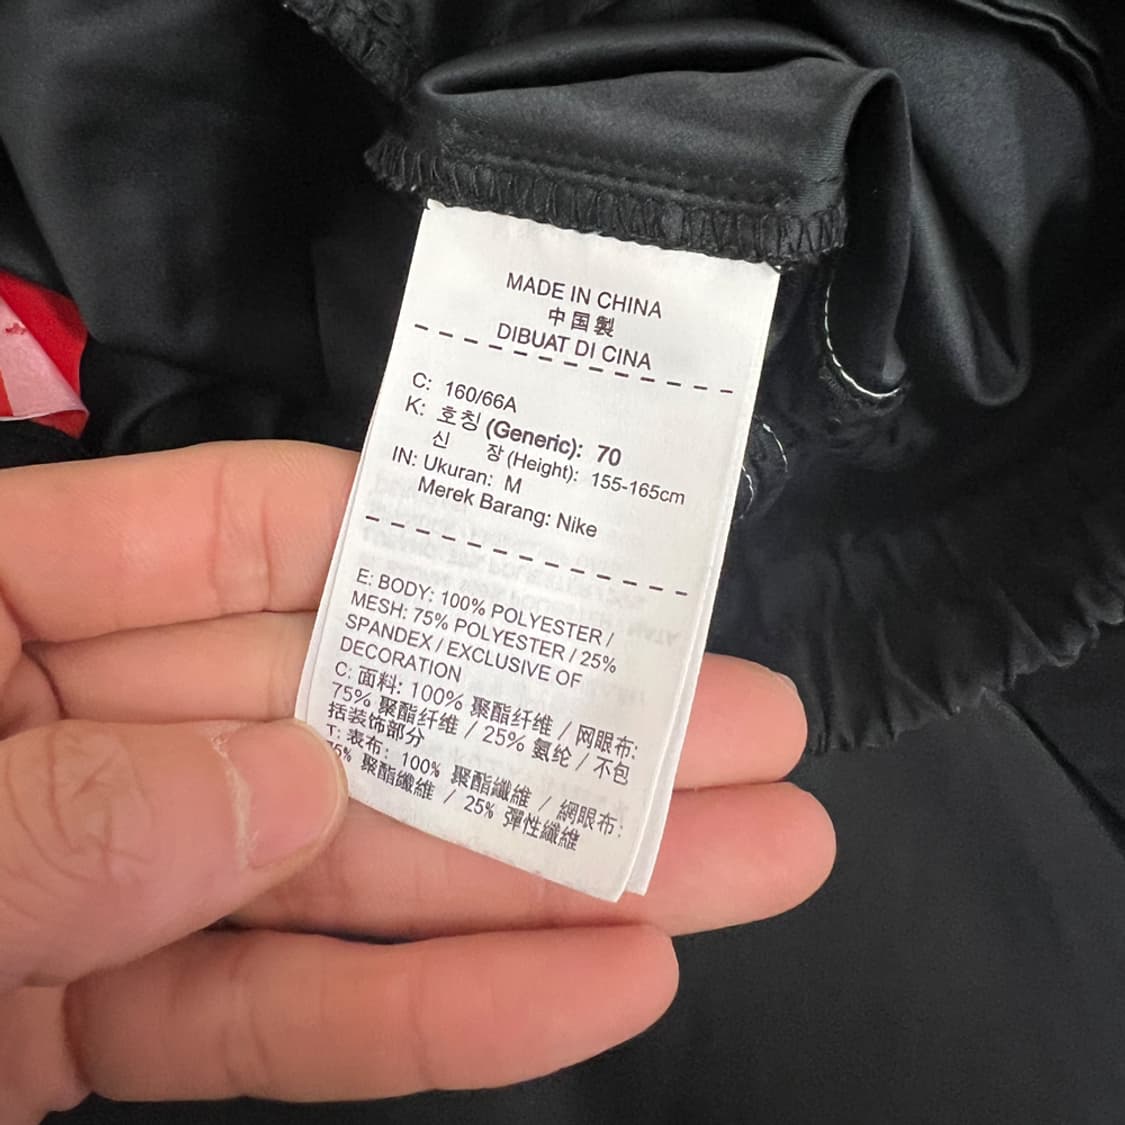 MADE IN CHINA
中国製
DIBUAT DI CINA
C: 160/66A
K: 호칭 (Generic): 70
신 장 (Height): 155-165cm
IN: Ukuran: M
Merek Barang: Nike
E: BODY: 100% POLYESTER /
MESH: 75% POLYESTER / 25%
SPANDEX / EXCLUSIVE OF
DECORATION
C: 面料: 100% 聚酯纤维 / 网眼布:
75% 聚酯纤维 / 25% 氨纶 / 不包
括装饰部分
T: 表布: 100% 聚酯纖維 / 網眼布:
75% 聚酯纖維 / 25% 彈性纖維